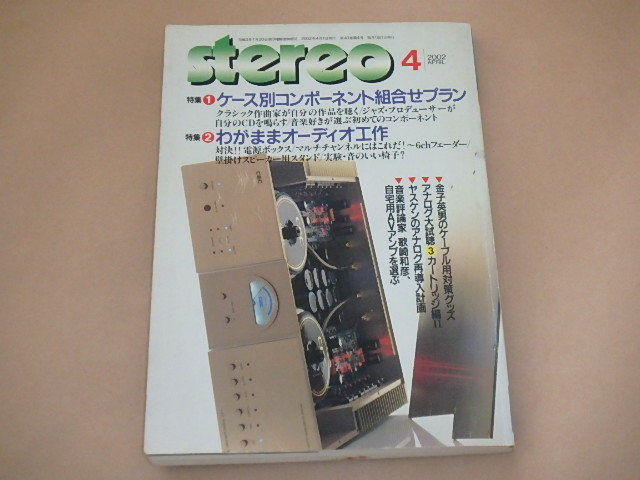 stereo
4
2002
APRIL
特集1 ケース別コンポーネント組合せプラン
クラシック作曲家が自分の作品を聴く/ジャズ・プロデューサーが
自分のCDを鳴らす/音楽好きが選ぶ初めてのコンポーネント
特集2 わがままオーディオ工作
対決!! 電源ボックス/マルチチャンネルにはこれだ!〜6chフェーダー/
壁掛けスピーカー用スタンド/実験・音のいい椅子?
▼金子英男のケーブル用対策グッズ
▼アナログ大試聴3カートリッジ編II
▼ヤスケンのアナログ再導入計画
▼音楽評論家 歌崎和彦、
自宅用AVアンプを選ぶ